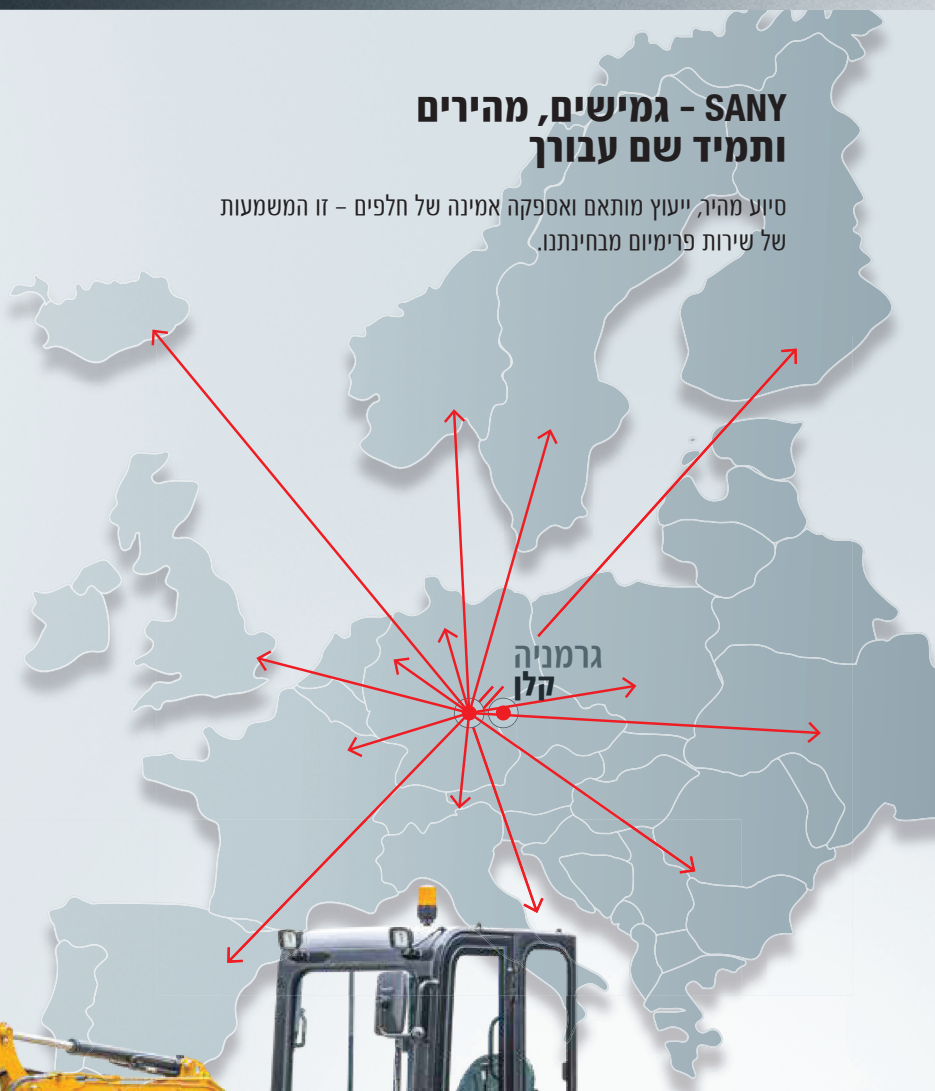 SANY – גמישים, מהירים
ותמיד שם עבורך
סיוע מהיר, ייעוץ מותאם ואספקה אמינה של חלפים – זו המשמעות
של שירות פרימיום מבחינתנו.
גרמניה
קלן